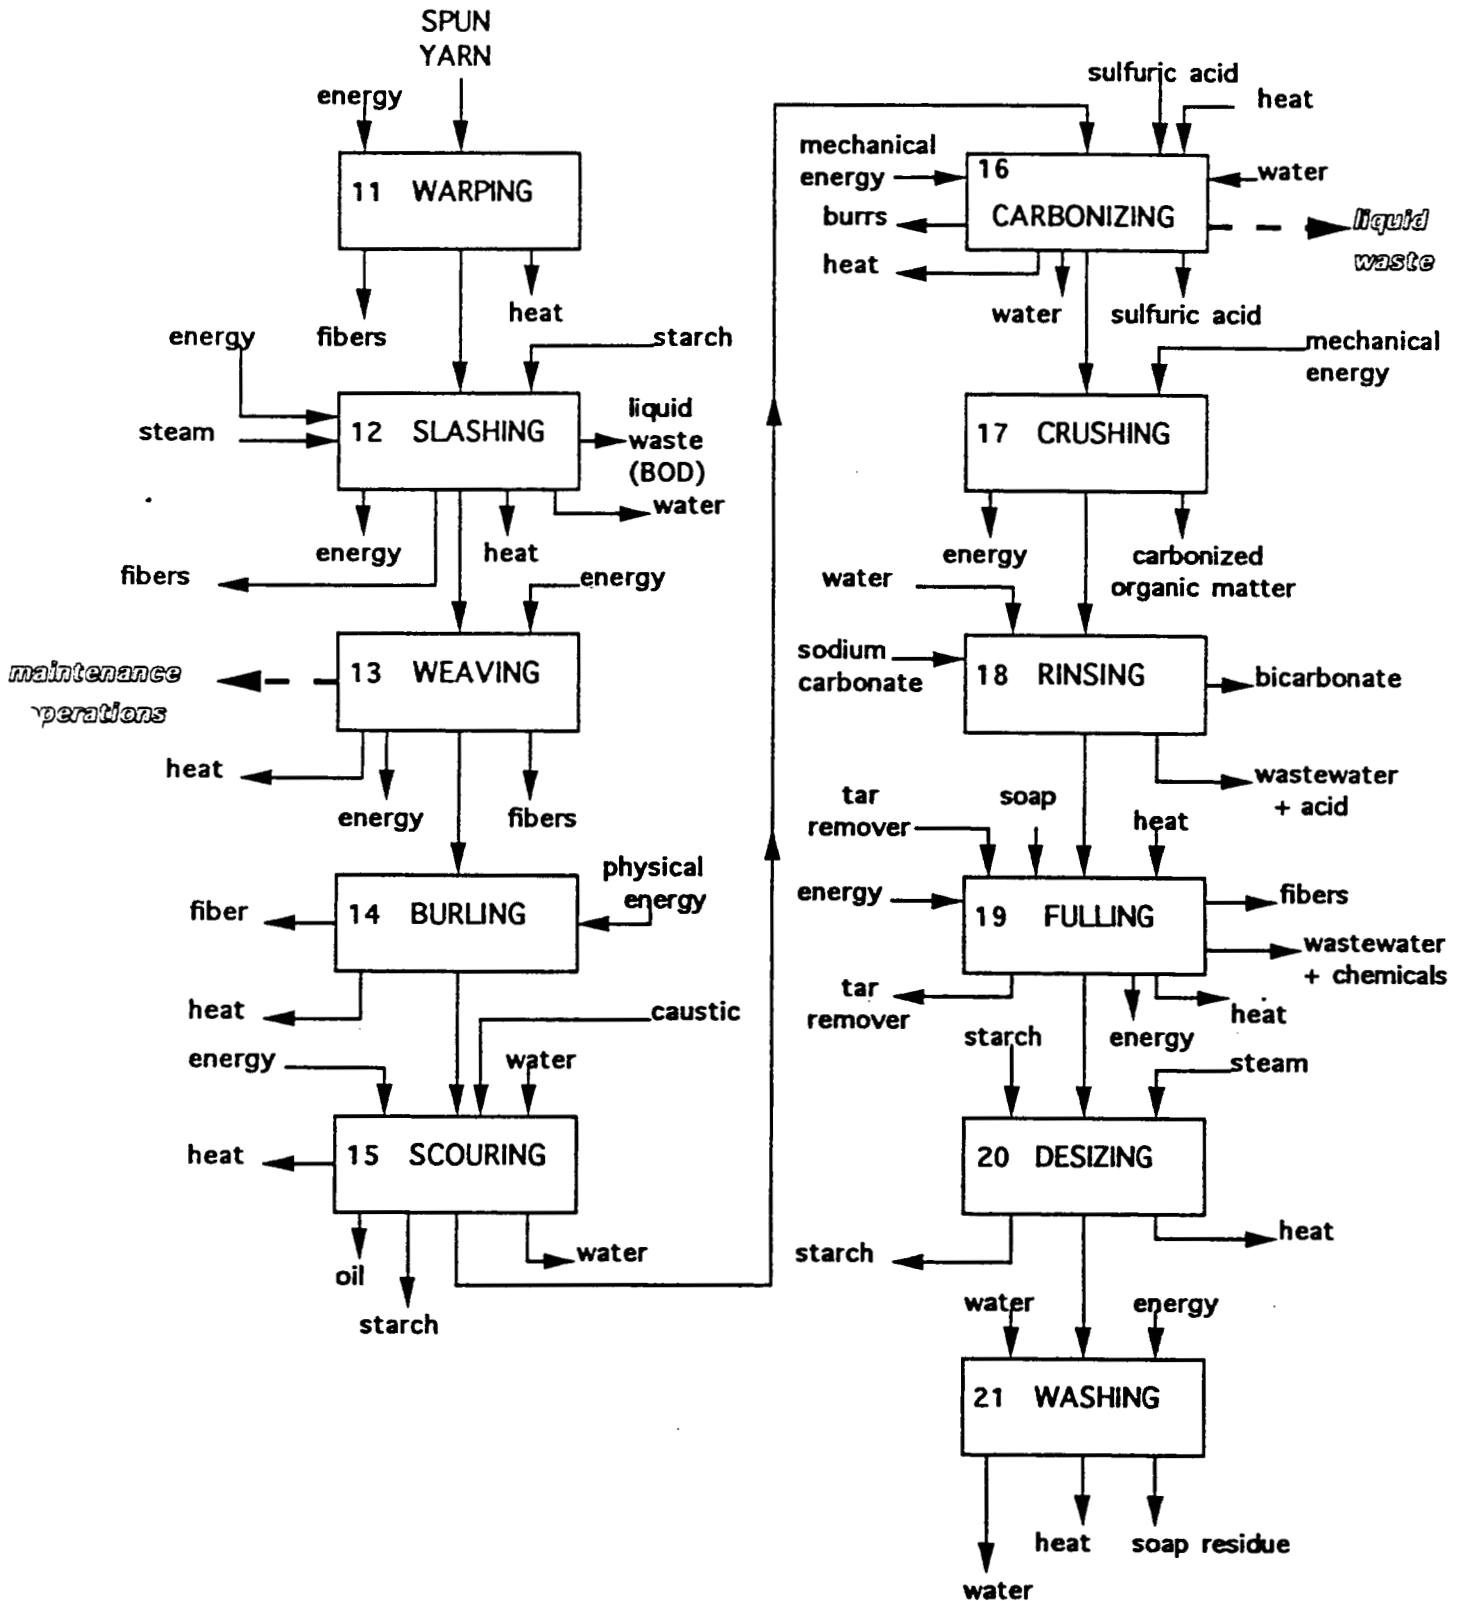 SPUN
YARN
energy
11 WARPING
fibers
heat
energy
starch
steam
12 SLASHING
liquid
waste
(BOD)
water
energy
heat
fibers
energy
maintenance
perations
13 WEAVING
heat
energy
fibers
physical
energy
fiber
14 BURLING
heat
caustic
energy
water
heat
15 SCOURING
oil
water
starch
sulfuric acid
heat
mechanical
energy
16
CARBONIZING
water
burrs
liquid
waste
heat
water
sulfuric acid
mechanical
energy
17 CRUSHING
energy
carbonized
organic matter
water
sodium
carbonate
18 RINSING
bicarbonate
wastewater
+ acid
tar
remover
soap
heat
energy
19 FULLING
fibers
wastewater
+ chemicals
tar
remover
energy
heat
starch
steam
20 DESIZING
starch
heat
water
energy
21 WASHING
heat
soap residue
water